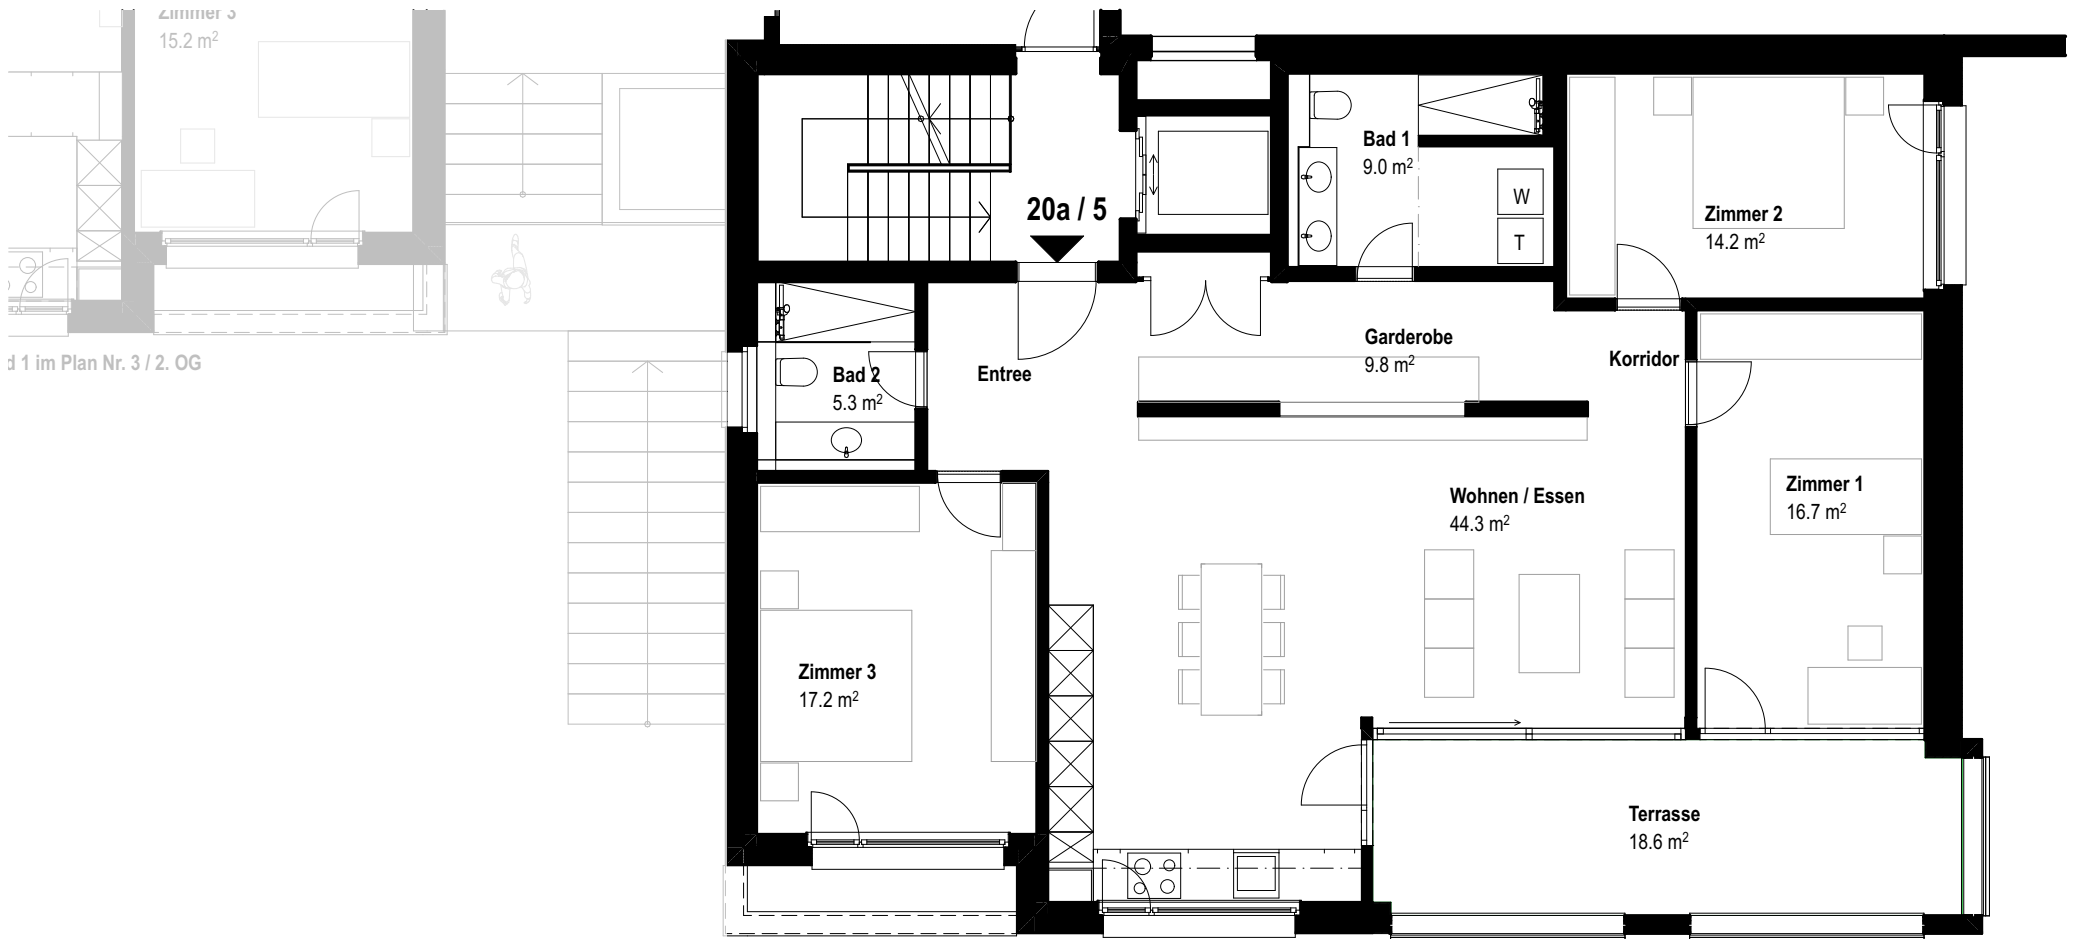 Zimmer 3
15.2 m²
d 1 im Plan Nr. 3 / 2. OG
20a / 5
Bad 1
9.0 m²
W
T
Zimmer 2
14.2 m²
Bad 2
5.3 m²
Entree
Garderobe
9.8 m²
Korridor
Wohnen / Essen
44.3 m²
Zimmer 1
16.7 m²
Zimmer 3
17.2 m²
Terrasse
18.6 m²